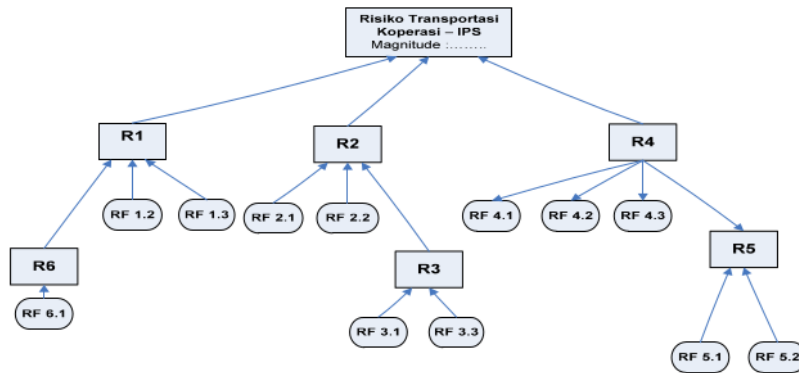 Risiko Transportasi
Koperasi – IPS
Magnitude :........
R1
R2
R4
RF 1.2
RF 1.3
RF 2.1
RF 2.2
RF 4.1
RF 4.2
RF 4.3
R6
R3
R5
RF 6.1
RF 3.1
RF 3.3
RF 5.1
RF 5.2